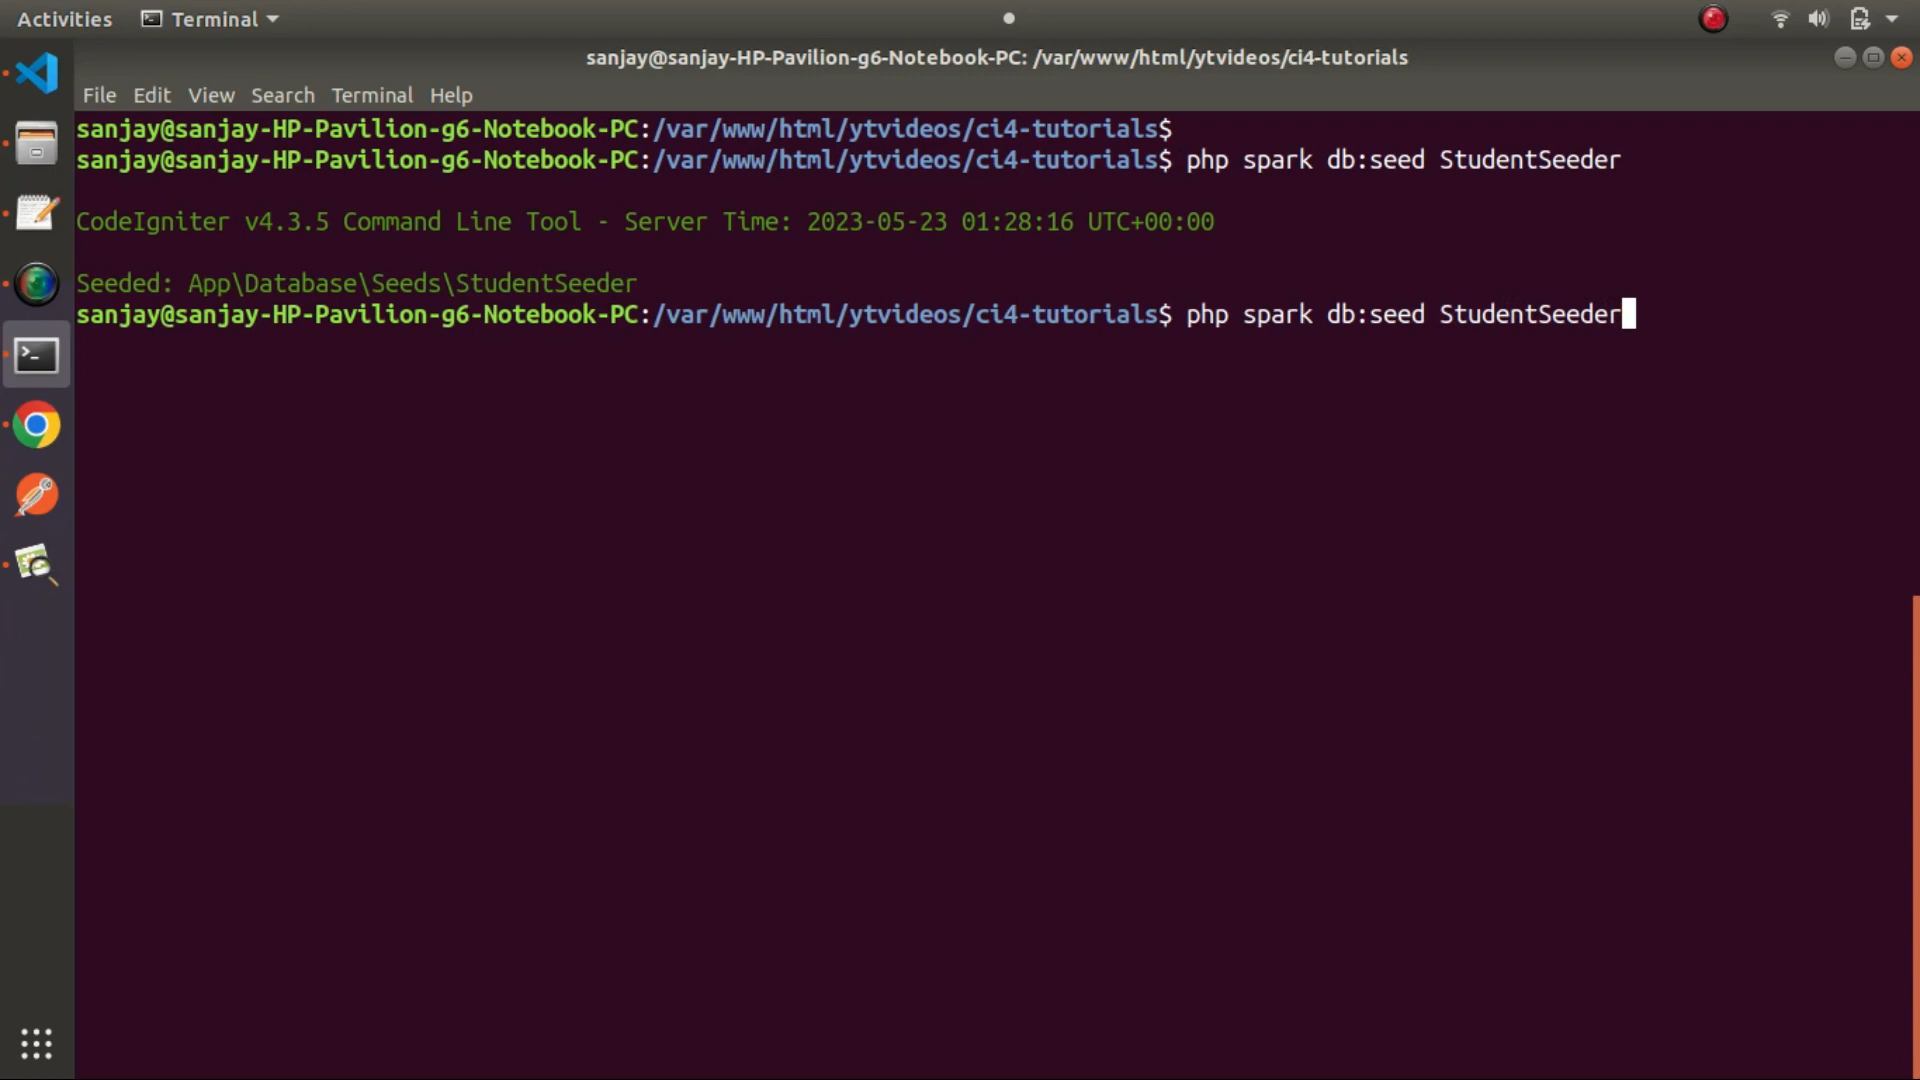 Activities Terminal
sanjay@sanjay-HP-Pavilion-g6-Notebook-PC: /var/www/html/ytvideos/ci4-tutorials
File Edit View Search Terminal Help
sanjay@sanjay-HP-Pavilion-g6-Notebook-PC:/var/www/html/ytvideos/ci4-tutorials$
sanjay@sanjay-HP-Pavilion-g6-Notebook-PC:/var/www/html/ytvideos/ci4-tutorials$ php spark db:seed StudentSeeder
CodeIgniter v4.3.5 Command Line Tool - Server Time: 2023-05-23 01:28:16 UTC+00:00
Seeded: App\Database\Seeds\StudentSeeder
sanjay@sanjay-HP-Pavilion-g6-Notebook-PC:/var/www/html/ytvideos/ci4-tutorials$ php spark db:seed StudentSeeder